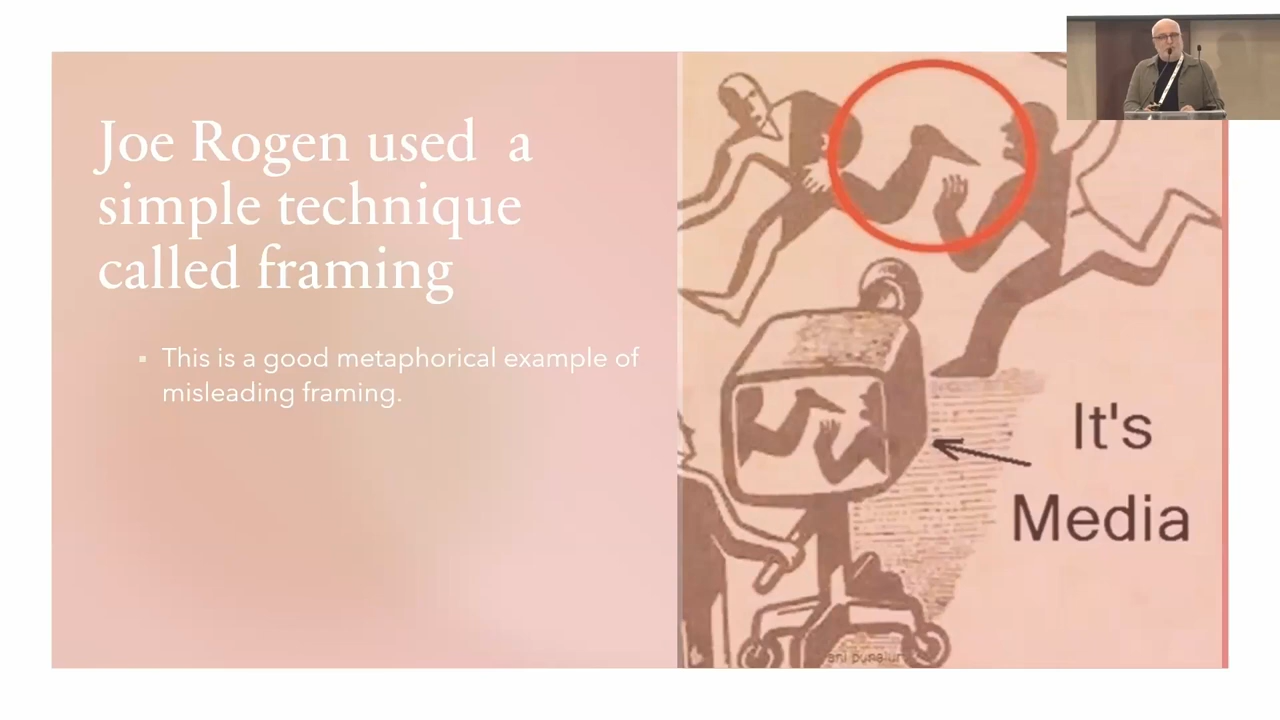 Joe Rogen used a
simple technique
called framing
▪ This is a good metaphorical example of
misleading framing.
It's
Media